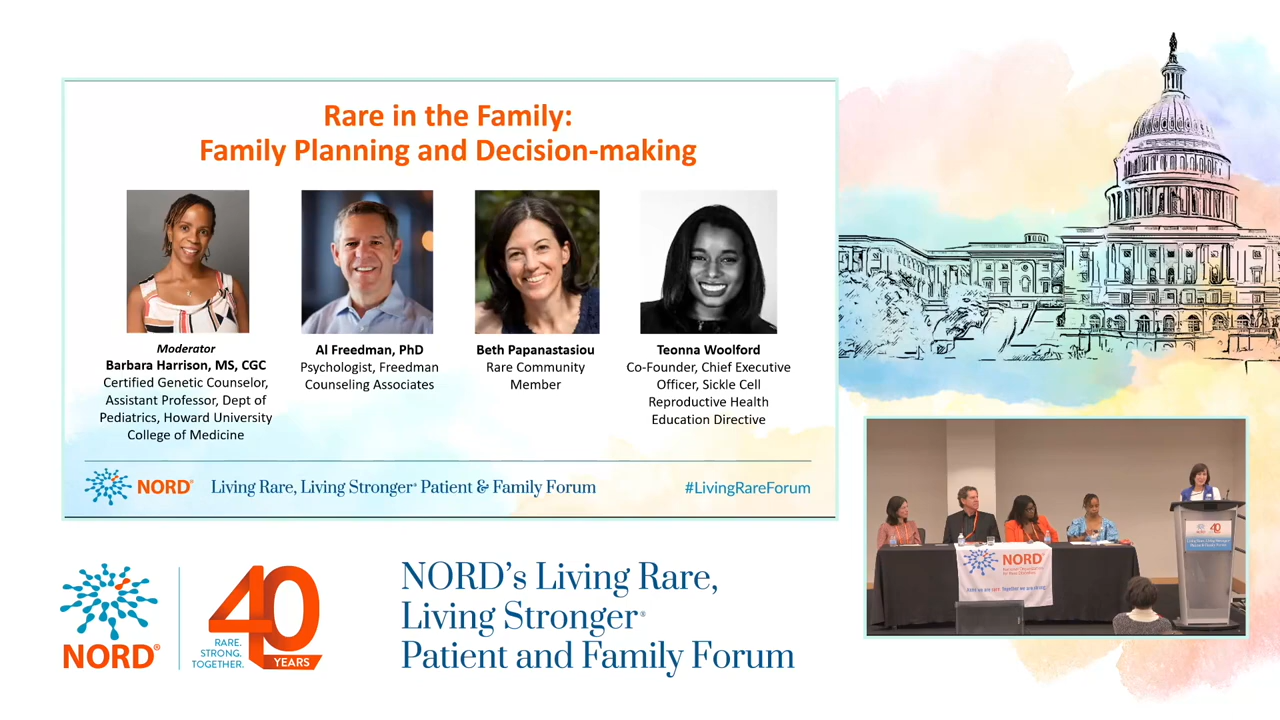 Rare in the Family:
Family Planning and Decision-making
Moderator
Barbara Harrison, MS, CGC
Certified Genetic Counselor,
Assistant Professor, Dept of
Pediatrics, Howard University
College of Medicine
Al Freedman, PhD
Psychologist, Freedman
Counseling Associates
Beth Papanastasiou
Rare Community
Member
Teonna Woolford
Co-Founder, Chief Executive
Officer, Sickle Cell
Reproductive Health
Education Directive
NORD®
Living Rare, Living Stronger® Patient & Family Forum
#LivingRareForum
NORD®
40
RARE.
STRONG.
TOGETHER.
YEARS
NORD's Living Rare,
Living Stronger®
Patient and Family Forum
NORD
40